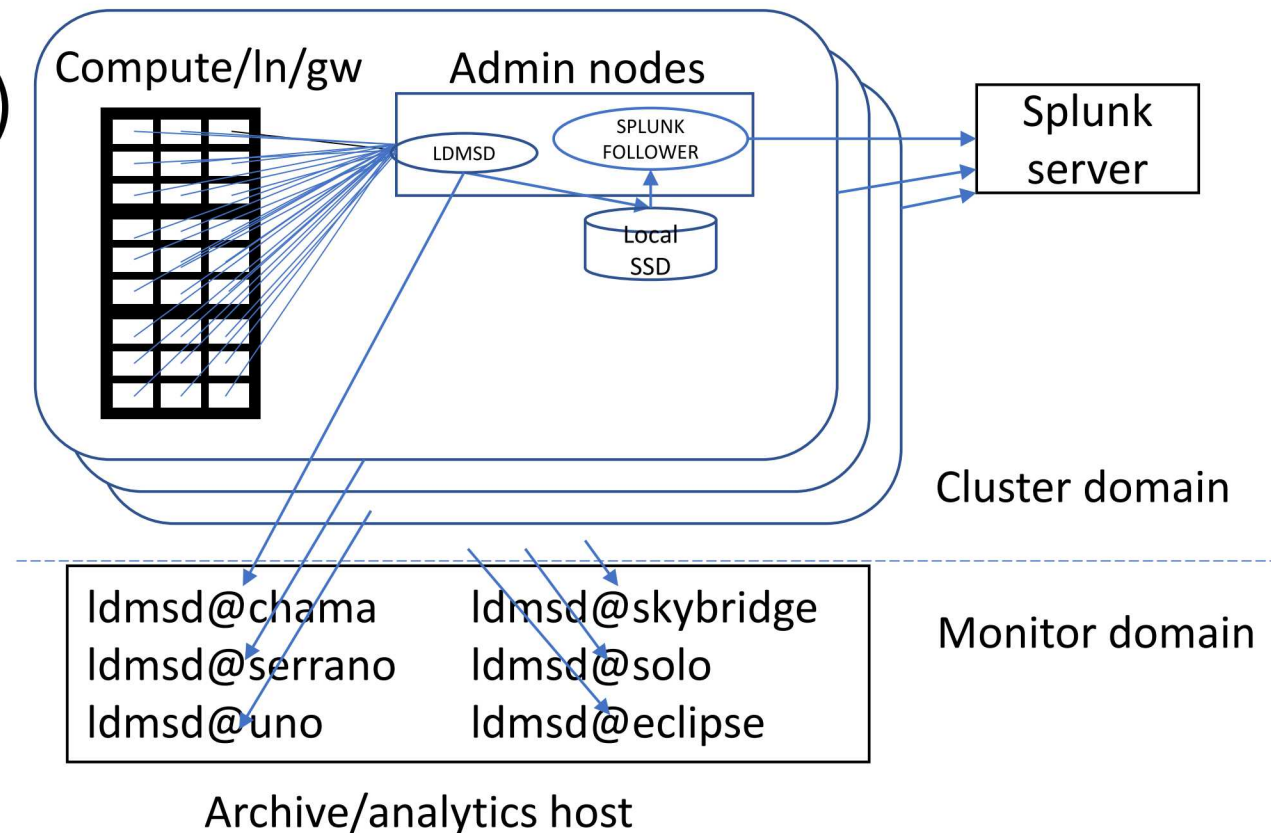 )
Compute/ln/gw
Admin nodes
LDMSD
SPLUNK
FOLLOWER
Local
SSD
Splunk
server
Cluster domain
ldmsd@chama
ldmsd@serrano
ldmsd@uno
ldmsd@skybridge
ldmsd@solo
ldmsd@eclipse
Monitor domain
Archive/analytics host